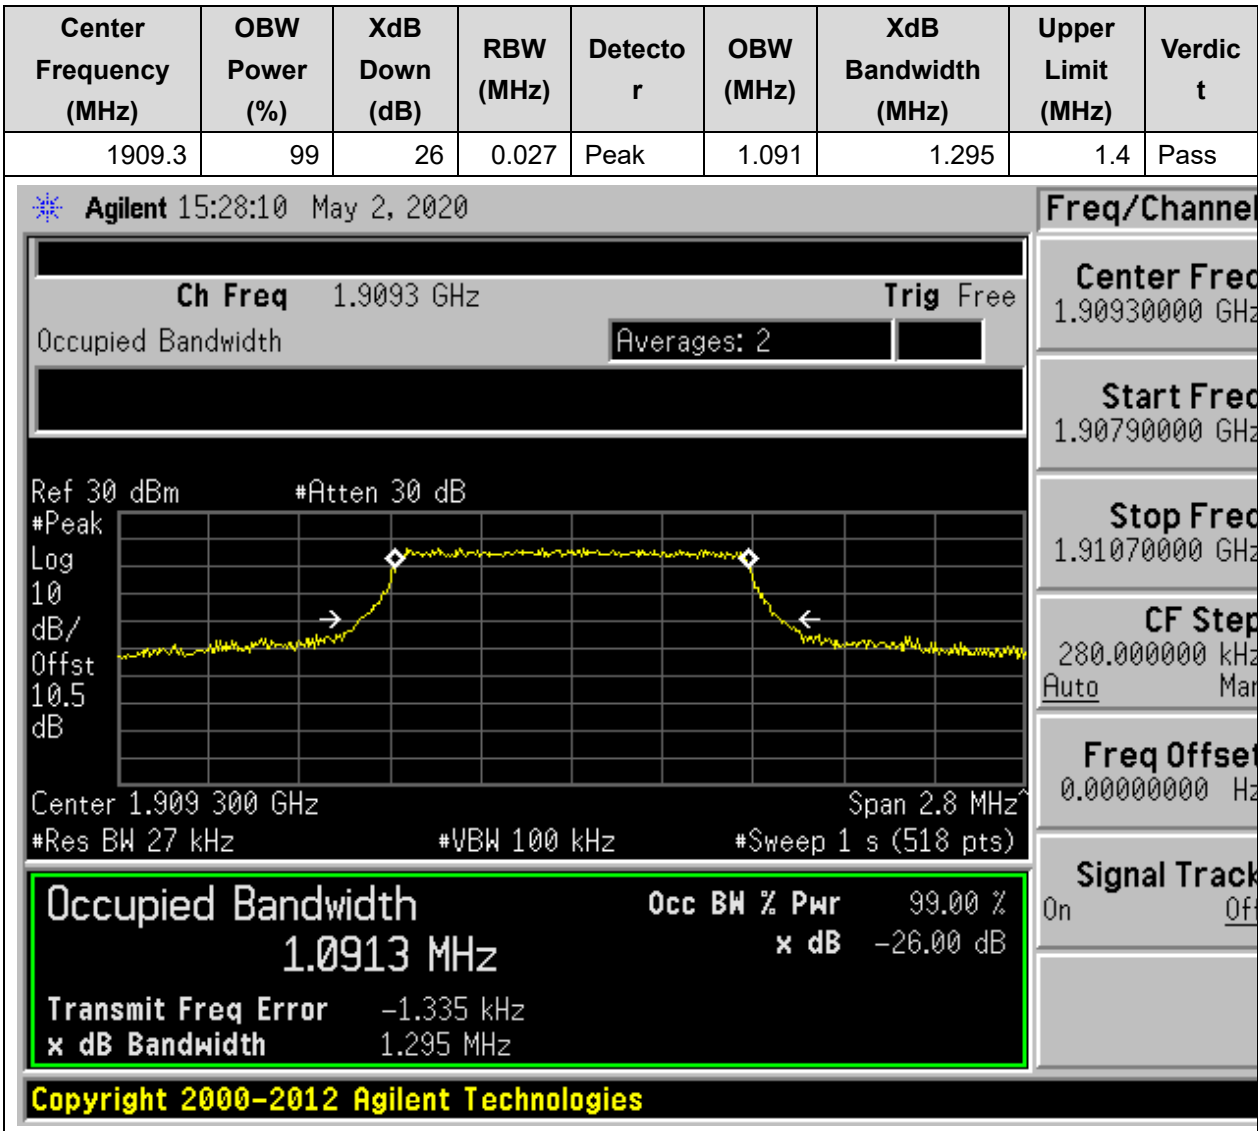 Center Frequency (MHz) OBW Power (%) XdB Down (dB) RBW (MHz) Detecto r OBW (MHz) XdB Bandwidth (MHz) Upper Limit (MHz) Verdic t
1909.3 99 26 0.027 Peak 1.091 1.295 1.4 Pass
Agilent 15:28:10 May 2, 2020
Ch Freq 1.9093 GHz Trig Free
Occupied Bandwidth Averages: 2
Ref 30 dBm #Atten 30 dB
#Peak
Log
10
dB/
Offst
10.5
dB
Center 1.909 300 GHz Span 2.8 MHz^
#Res BW 27 kHz #VBW 100 kHz #Sweep 1 s (518 pts)
Occupied Bandwidth Occ BW % Pwr 99.00 %
1.0913 MHz x dB -26.00 dB
Transmit Freq Error -1.335 kHz
x dB Bandwidth 1.295 MHz
Copyright 2000-2012 Agilent Technologies
Freq/Channel
Center Freq
1.90930000 GHz
Start Freq
1.90790000 GHz
Stop Freq
1.91070000 GHz
CF Step
280.000000 kHz
Auto Man
Freq Offset
0.00000000 Hz
Signal Track
On Off